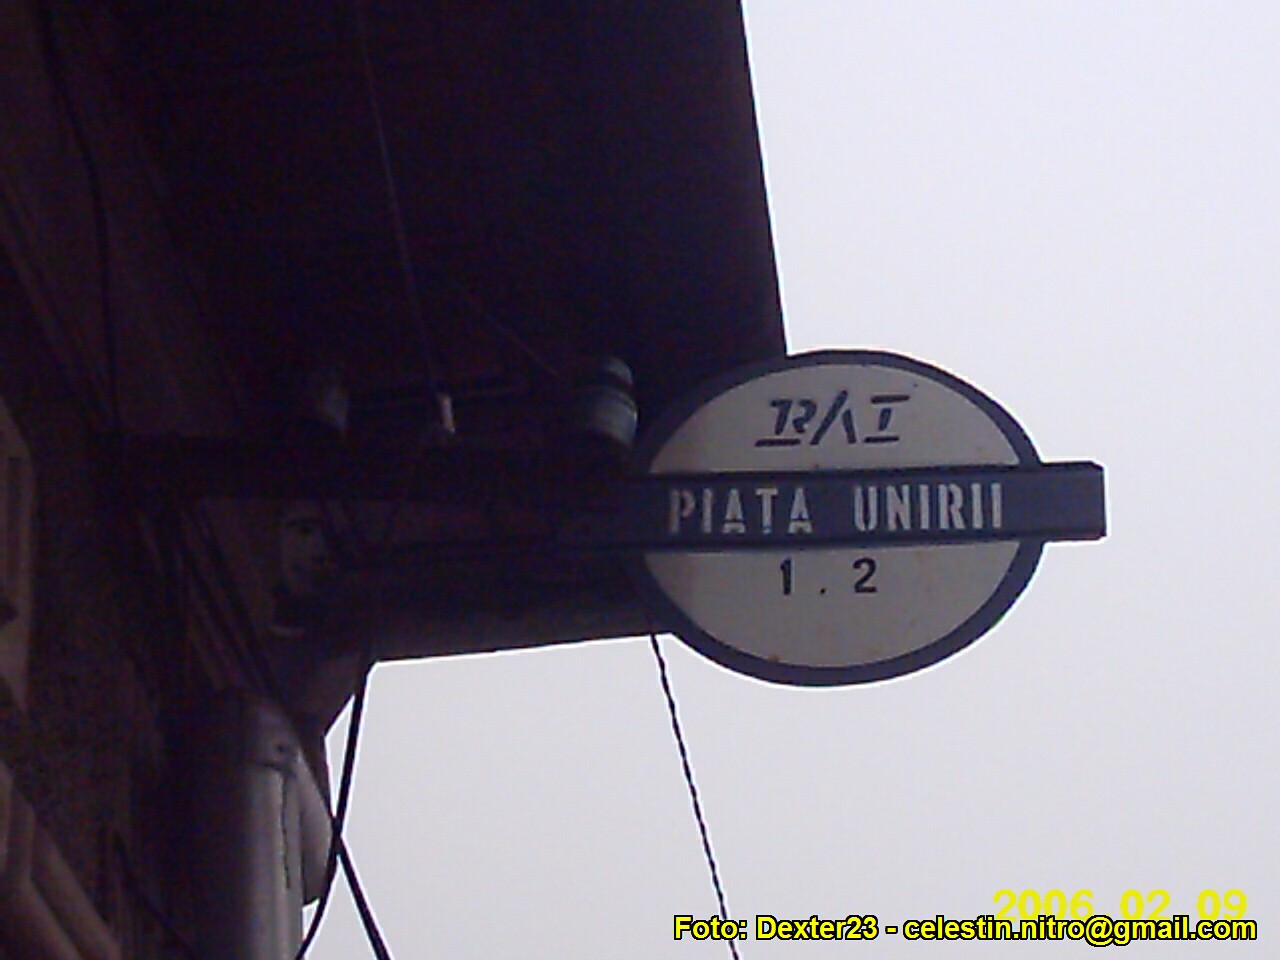 RAT
PIATA UNIRII
1 . 2
2006 02 09
Foto: Dexter23 - celestin.nitro@gmail.com